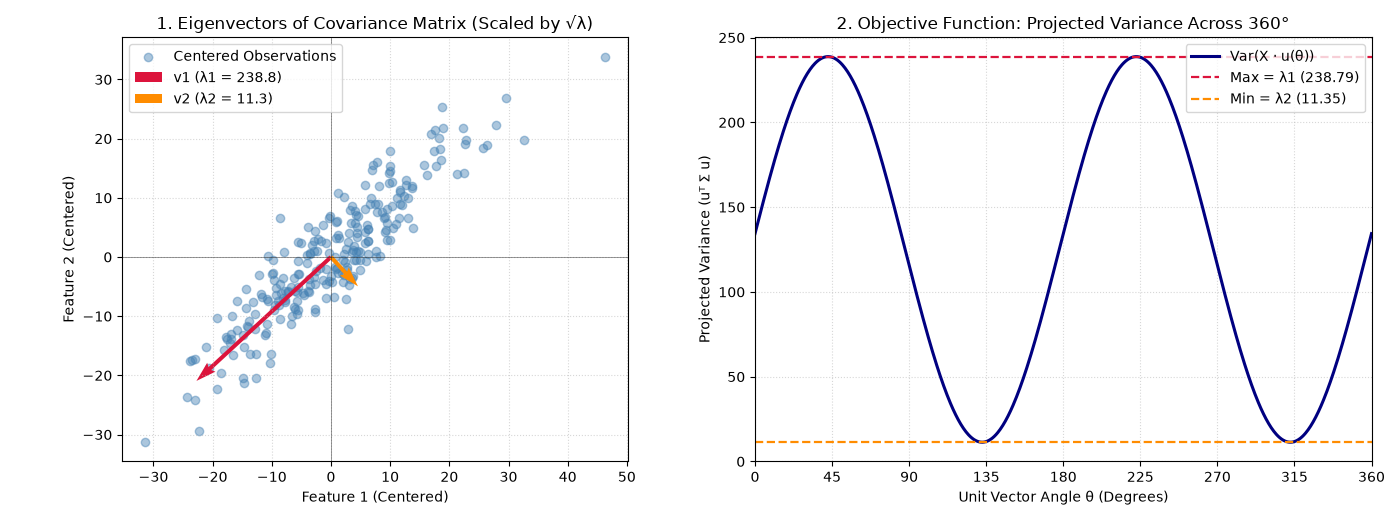 1. Eigenvectors of Covariance Matrix (Scaled by √λ)
Centered Observations
v1 (λ1 = 238.8)
v2 (λ2 = 11.3)
Feature 2 (Centered)
30
20
10
0
−10
−20
−30
−30 −20 −10 0 10 20 30 40 50
Feature 1 (Centered)
2. Objective Function: Projected Variance Across 360°
Var(X · u(θ))
Max = λ1 (238.79)
Min = λ2 (11.35)
Projected Variance (uᵀ Σ u)
250
200
150
100
50
0
0 45 90 135 180 225 270 315 360
Unit Vector Angle θ (Degrees)